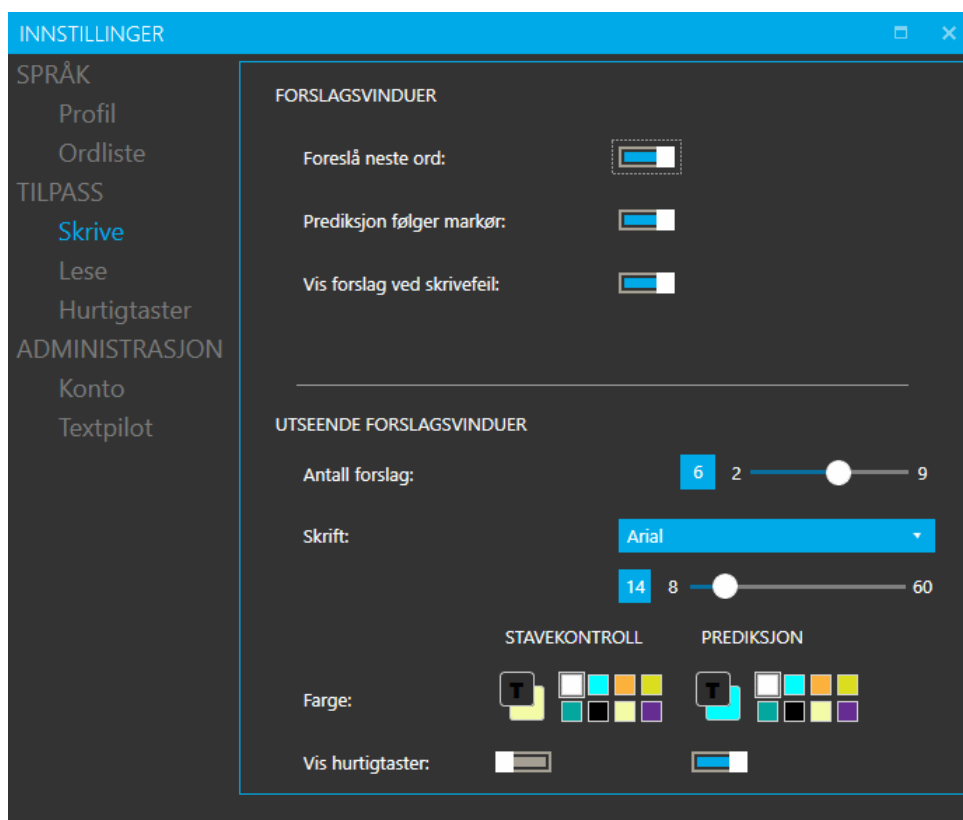 INNSTILLINGER
SPRÅK
Profil
Ordliste
TILPASS
Skrive
Lese
Hurtigtaster
ADMINISTRASJON
Konto
Textpilot
FORSLAGSVINDUER
Foreslå neste ord:
Prediksjon følger markør:
Vis forslag ved skrivefeil:
UTSEENDE FORSLAGSVINDUER
Antall forslag: 6 2 9
Skrift: Arial
14 8 60
STAVEKONTROLL PREDIKSJON
Farge: T T
Vis hurtigtaster: